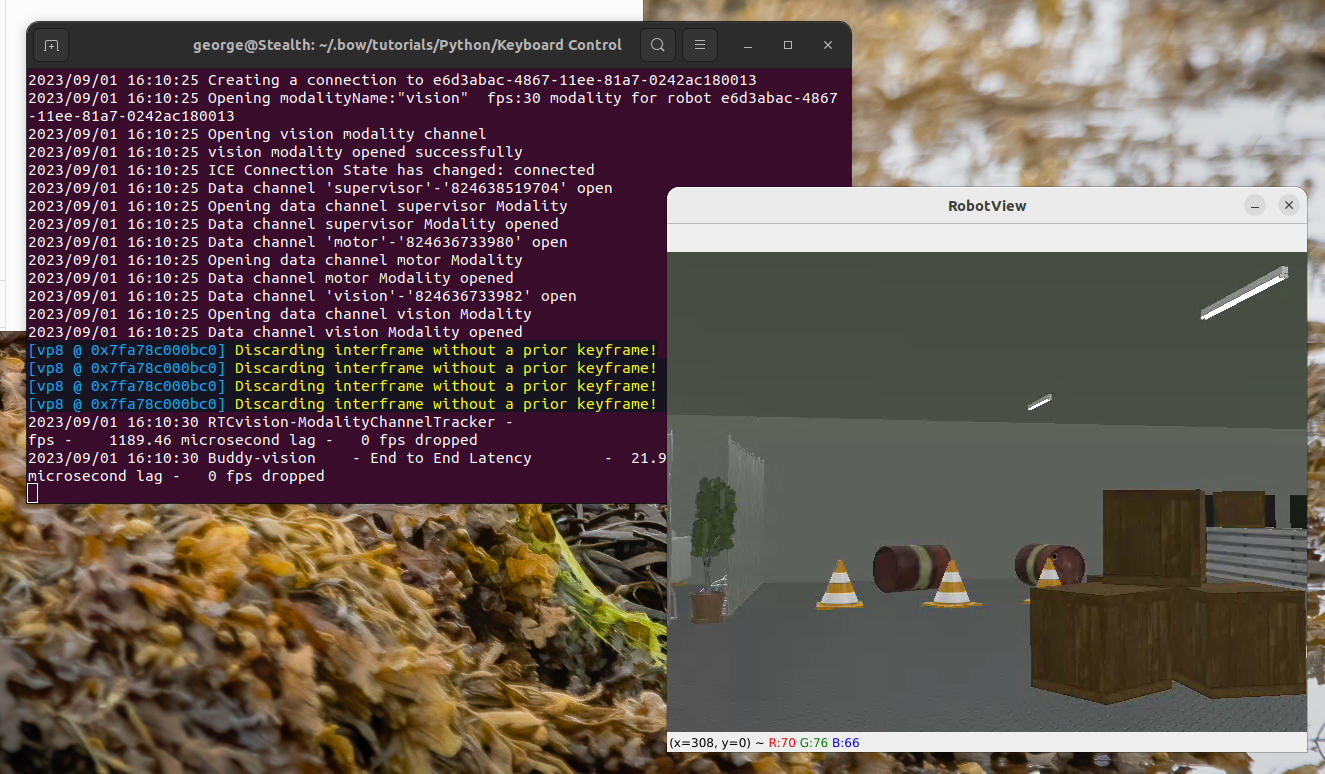 george@Stealth: ~/.bow/tutorials/Python/Keyboard Control
2023/09/01 16:10:25 Creating a connection to e6d3abac-4867-11ee-81a7-0242ac180013
2023/09/01 16:10:25 Opening modalityName:"vision"  fps:30 modality for robot e6d3abac-4867
-11ee-81a7-0242ac180013
2023/09/01 16:10:25 Opening vision modality channel
2023/09/01 16:10:25 vision modality opened successfully
2023/09/01 16:10:25 ICE Connection State has changed: connected
2023/09/01 16:10:25 Data channel 'supervisor'-'824638519704' open
2023/09/01 16:10:25 Opening data channel supervisor Modality
2023/09/01 16:10:25 Data channel supervisor Modality opened
2023/09/01 16:10:25 Data channel 'motor'-'824636733980' open
2023/09/01 16:10:25 Opening data channel motor Modality
2023/09/01 16:10:25 Data channel motor Modality opened
2023/09/01 16:10:25 Data channel 'vision'-'824636733982' open
2023/09/01 16:10:25 Opening data channel vision Modality
2023/09/01 16:10:25 Data channel vision Modality opened
[vp8 @ 0x7fa78c000bc0] Discarding interframe without a prior keyframe!
[vp8 @ 0x7fa78c000bc0] Discarding interframe without a prior keyframe!
[vp8 @ 0x7fa78c000bc0] Discarding interframe without a prior keyframe!
[vp8 @ 0x7fa78c000bc0] Discarding interframe without a prior keyframe!
2023/09/01 16:10:30 RTCvision-ModalityChannelTracker -
fps -    1189.46 microsecond lag -   0 fps dropped
2023/09/01 16:10:30 Buddy-vision    - End to End Latency        -  21.9
microsecond lag -   0 fps dropped
RobotView
(x=308, y=0) ~ R:70 G:76 B:66